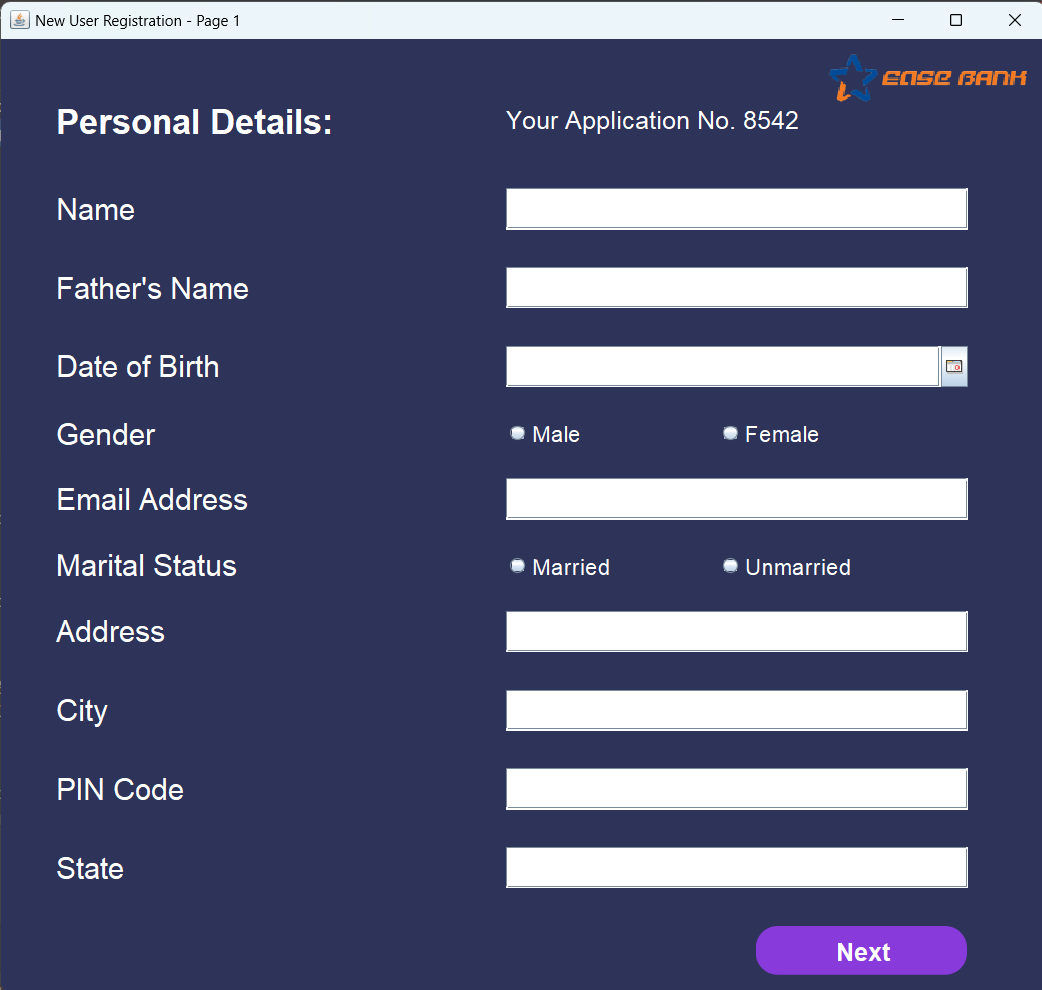 New User Registration - Page 1
EASE BANK
Personal Details:
Your Application No. 8542
Name
Father's Name
Date of Birth
Gender
Male
Female
Email Address
Marital Status
Married
Unmarried
Address
City
PIN Code
State
Next